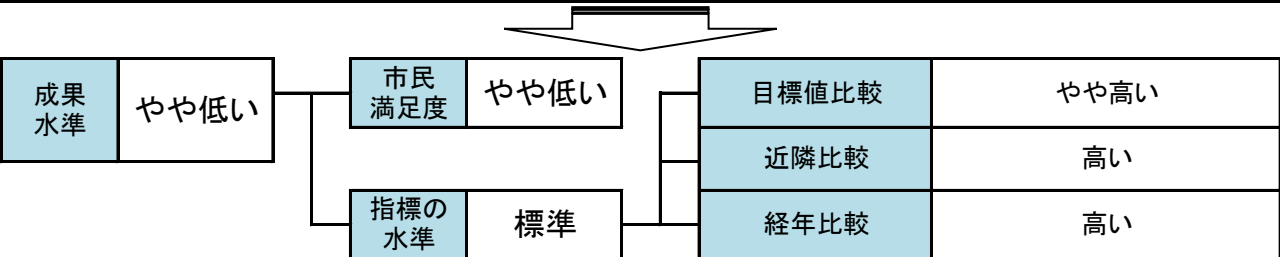 成果
水準
やや低い
市民
満足度
やや低い
指標の
水準
標準
目標値比較
やや高い
近隣比較
高い
経年比較
高い